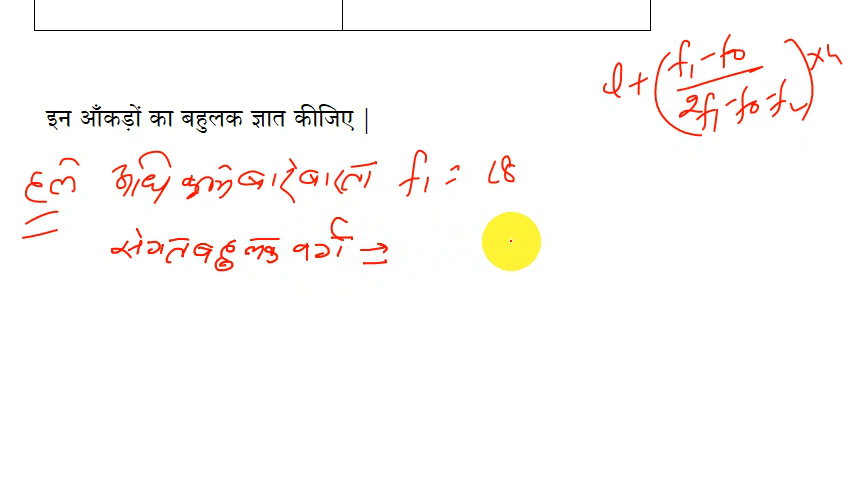 l + (f₁ - f₀ / 2f₁ - f₀ - f₂) × h
इन आँकड़ों का बहुलक ज्ञात कीजिए |
हल अधिकतम बारंबारता f₁ = 18
संगत बहुलक वर्ग →